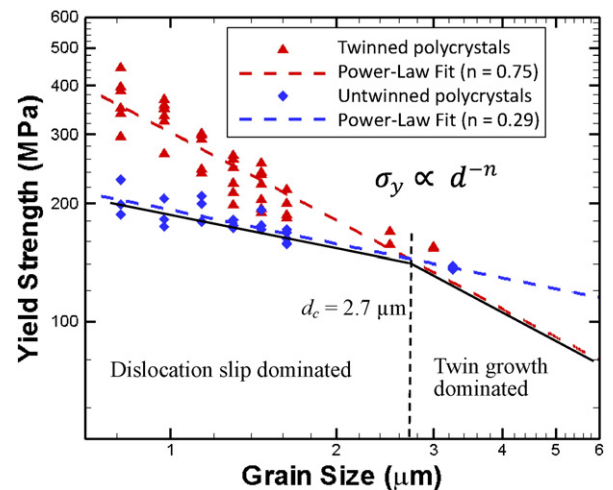 600
500
400
300
200
100
Yield Strength (MPa)
Twinned polycrystals
Power-Law Fit (n = 0.75)
Untwinned polycrystals
Power-Law Fit (n = 0.29)
σy ∝ d−n
dc = 2.7 μm
Dislocation slip dominated
Twin growth
dominated
1
2
3
4
5
6
Grain Size (μm)